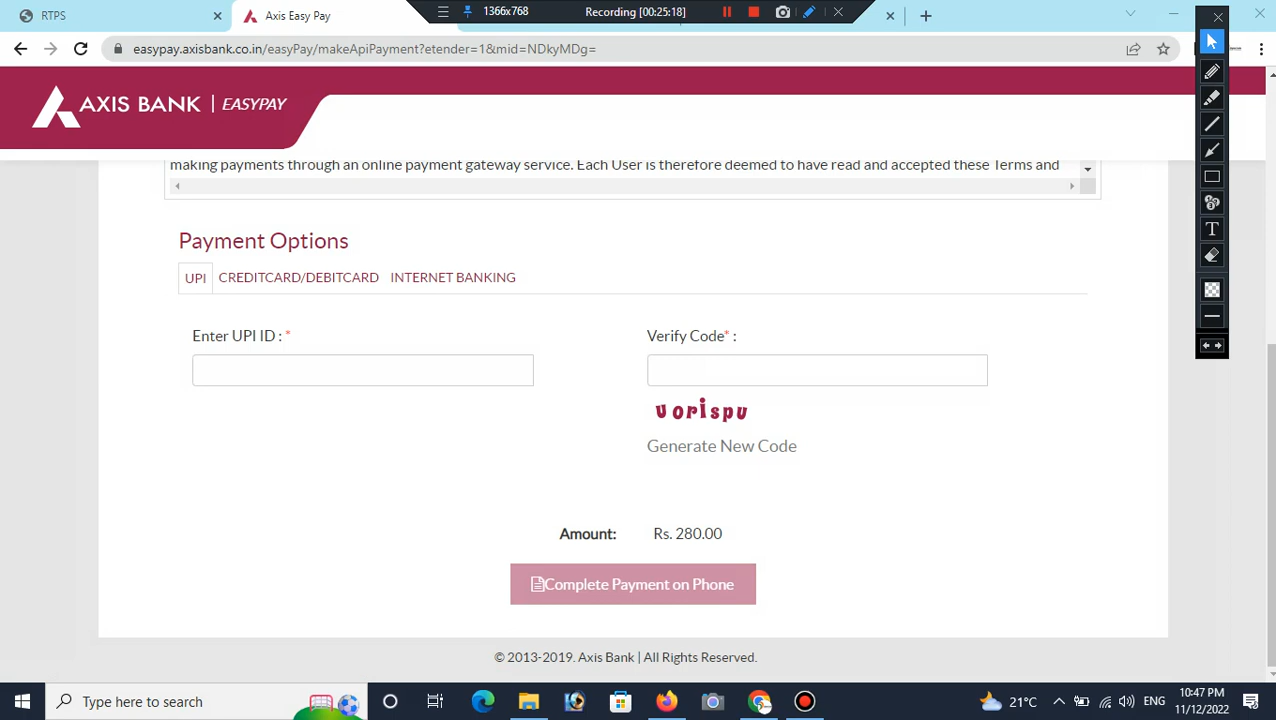 RTPS
Axis Easy Pay
1366x768
Recording [00:25:18]
easypay.axisbank.co.in/easyPay/makeApiPayment?etender=1&mid=NDkyMDg=
AXIS BANK | EASYPAY
making payments through an online payment gateway service. Each User is therefore deemed to have read and accepted these Terms and
Payment Options
UPI CREDITCARD/DEBITCARD INTERNET BANKING
Enter UPI ID : *
Verify Code* :
uorispu
Generate New Code
Amount: Rs. 280.00
Complete Payment on Phone
© 2013-2019. Axis Bank | All Rights Reserved.
Type here to search
21°C
ENG
10:47 PM
11/12/2022